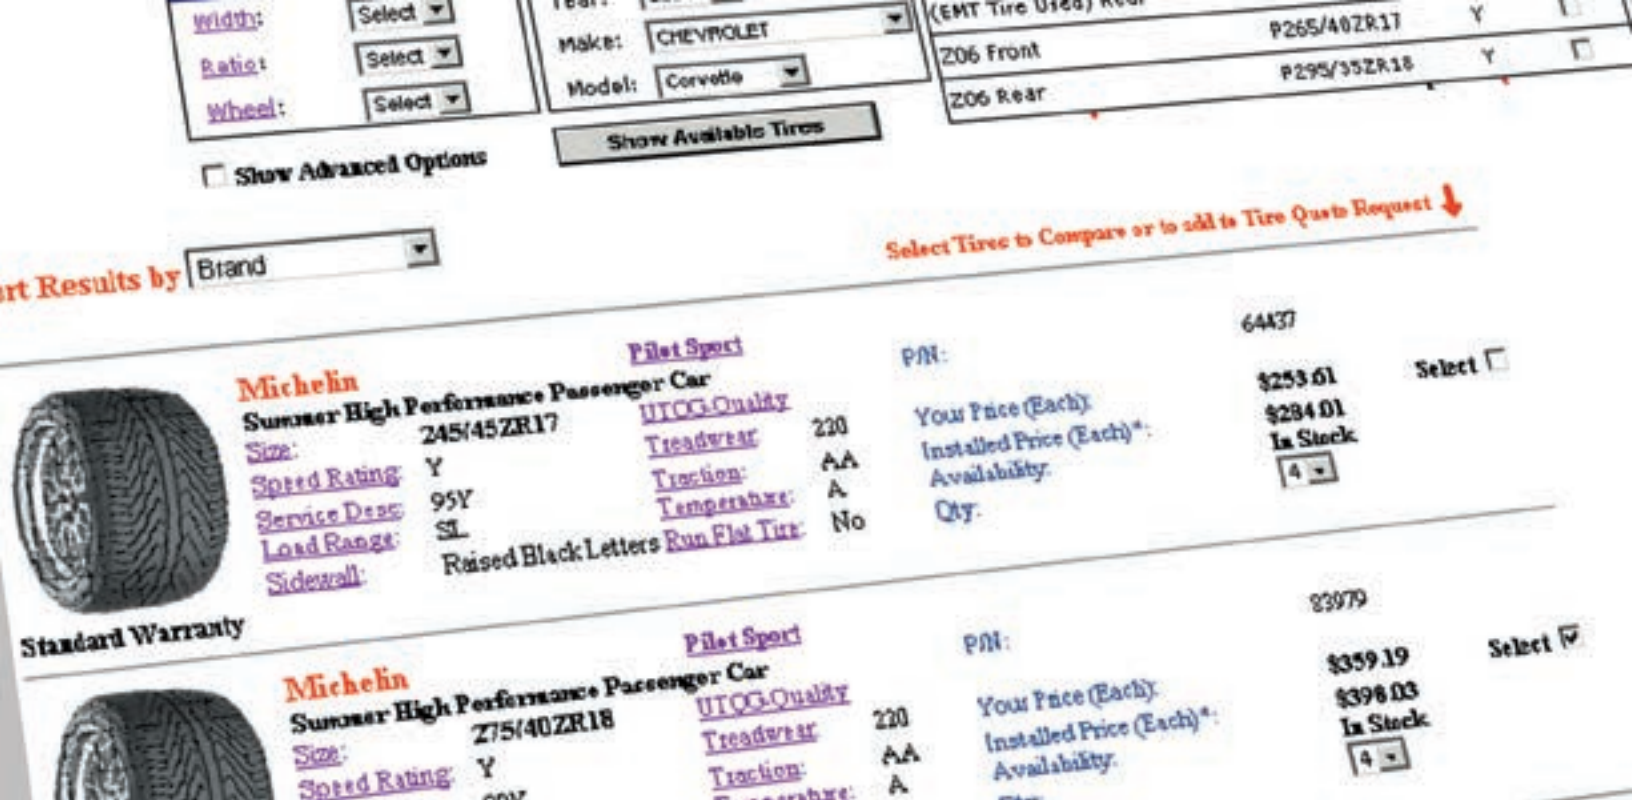 Width: Select
Ratio: Select
Wheel: Select
Show Advanced Options
Make: CHEVROLET
Model: Corvette
Show Available Tires
(EMT Tire Used) Rear
Z06 Front P265/40ZR17 Y
Z06 Rear P295/35ZR18 Y
Results by Brand
Select Tires to Compare or to add to Tire Quote Request
Michelin Pilot Sport P/N: 64437
Summer High Performance Passenger Car
Size: 245/45ZR17 UTQG Quality Your Price (Each): $253.61 Select
Speed Rating: Y Treadwear 220 Installed Price (Each)*: $284.01
Service Desc: 95Y Traction: AA Availability: In Stock
Load Range: SL Temperature: A Qty: 4
Sidewall: Raised Black Letters Run Flat Tire: No
Standard Warranty
Michelin Pilot Sport P/N: 83979
Summer High Performance Passenger Car
Size: 275/40ZR18 UTQG Quality Your Price (Each): $359.19 Select
Speed Rating: Y Treadwear 220 Installed Price (Each)*: $398.03
Traction: AA Availability: In Stock
A 4